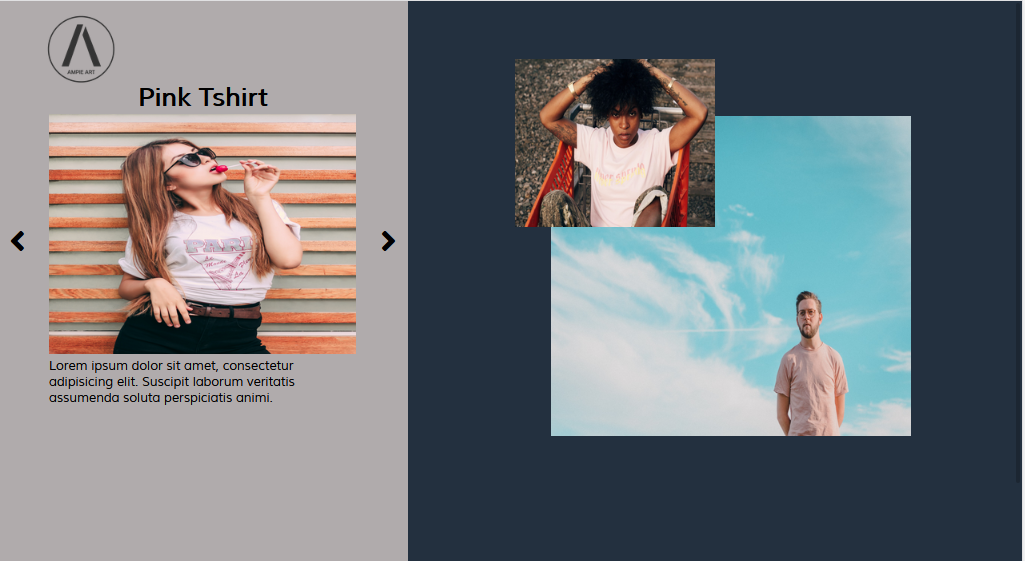 AMPIE ART
Pink Tshirt
PARI
Lorem ipsum dolor sit amet, consectetur
adipisicing elit. Suscipit laborum veritatis
assumenda soluta perspiciatis animi.